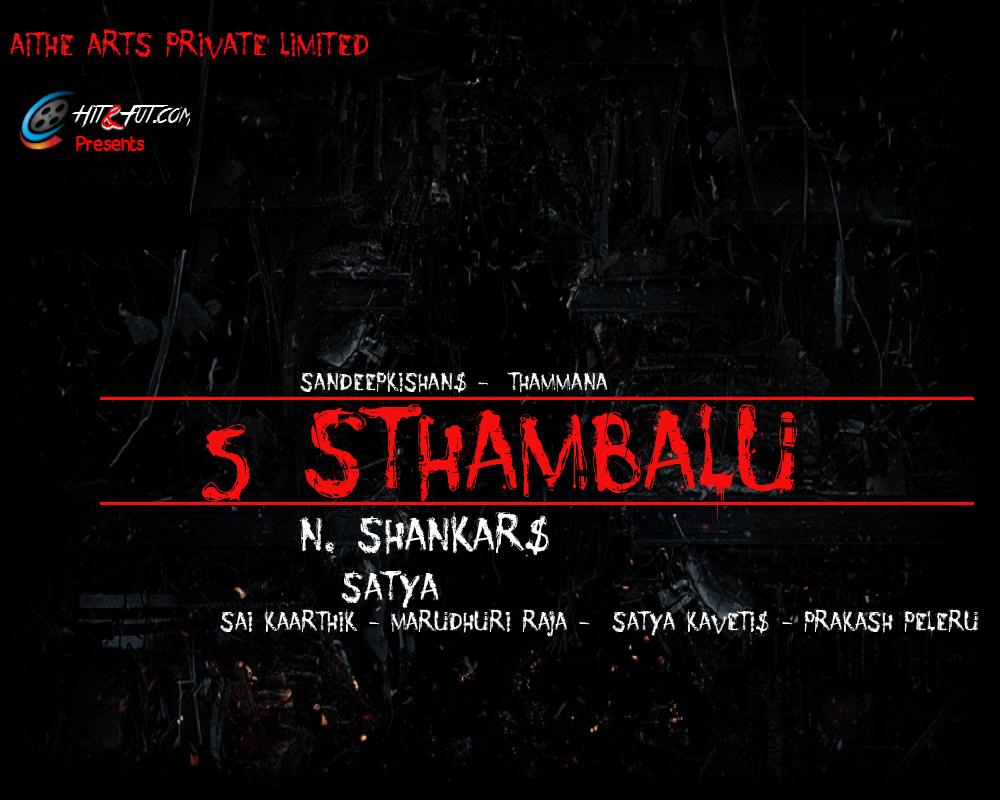 AITHE ARTS PRIVATE LIMITED
HIT&FUT.COM
Presents
SANDEEPKISHAN$ - THAMMANA
5 STHAMBALU
N. SHANKAR$
SATYA
SAI KAARTHIK - MARUDHURI RAJA - SATYA KAVETI$ - PRAKASH PELERU